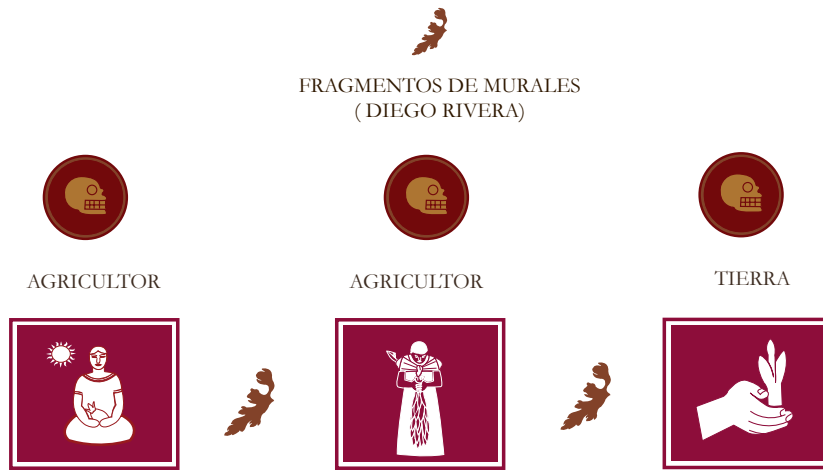 FRAGMENTOS DE MURALES
( DIEGO RIVERA)
AGRICULTOR
AGRICULTOR
TIERRA